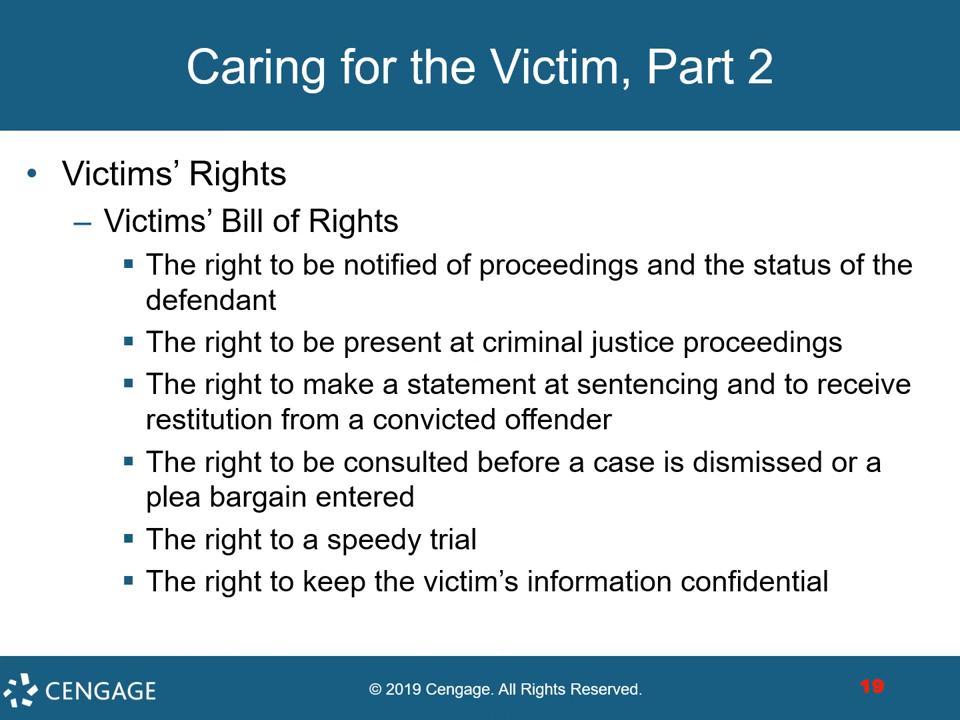 Caring for the Victim, Part 2
• Victims’ Rights
– Victims’ Bill of Rights
▪ The right to be notified of proceedings and the status of the
defendant
▪ The right to be present at criminal justice proceedings
▪ The right to make a statement at sentencing and to receive
restitution from a convicted offender
▪ The right to be consulted before a case is dismissed or a
plea bargain entered
▪ The right to a speedy trial
▪ The right to keep the victim’s information confidential
CENGAGE
© 2019 Cengage. All Rights Reserved.
19